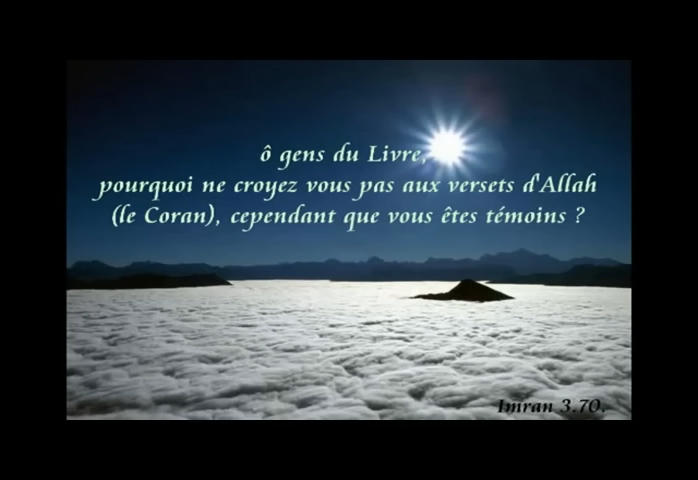 ô gens du Livre,
pourquoi ne croyez vous pas aux versets d'Allah
(le Coran), cependant que vous êtes témoins ?
Imran 3.70.